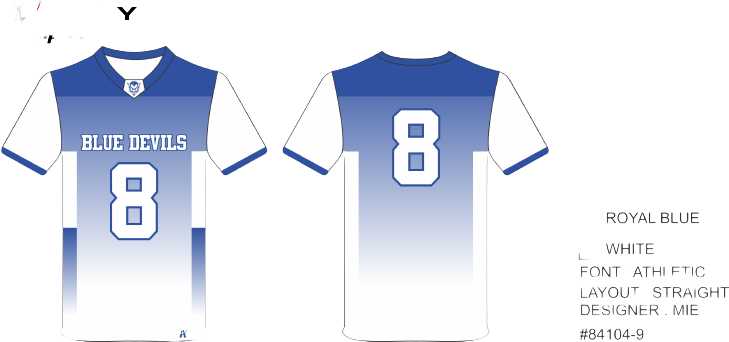 Y
BLUE DEVILS
8
8
ROYAL BLUE
WHITE
FONT ATHLETIC
LAYOUT STRAIGHT
DESIGNER . MIE
#84104-9